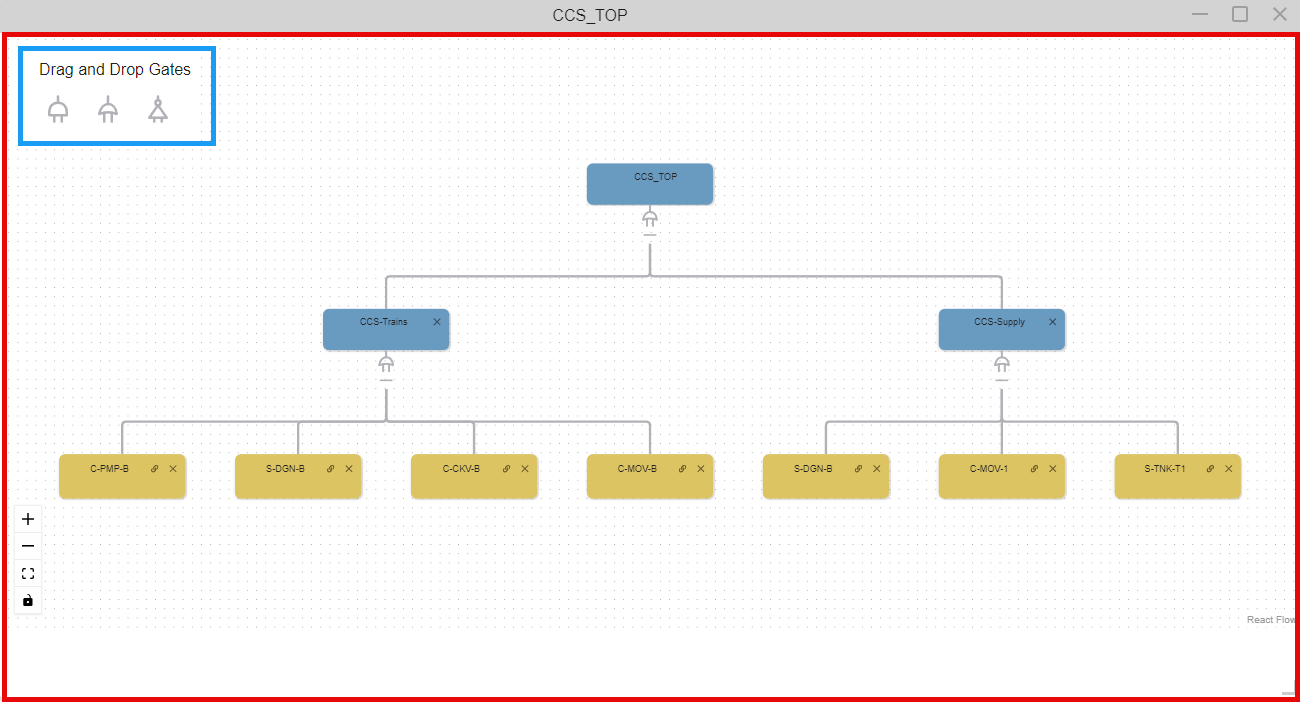 CCS_TOP
Drag and Drop Gates
CCS_TOP
CCS-Trains
CCS-Supply
C-PMP-B
S-DGN-B
C-CKV-B
C-MOV-B
S-DGN-B
C-MOV-1
S-TNK-T1
React Flow